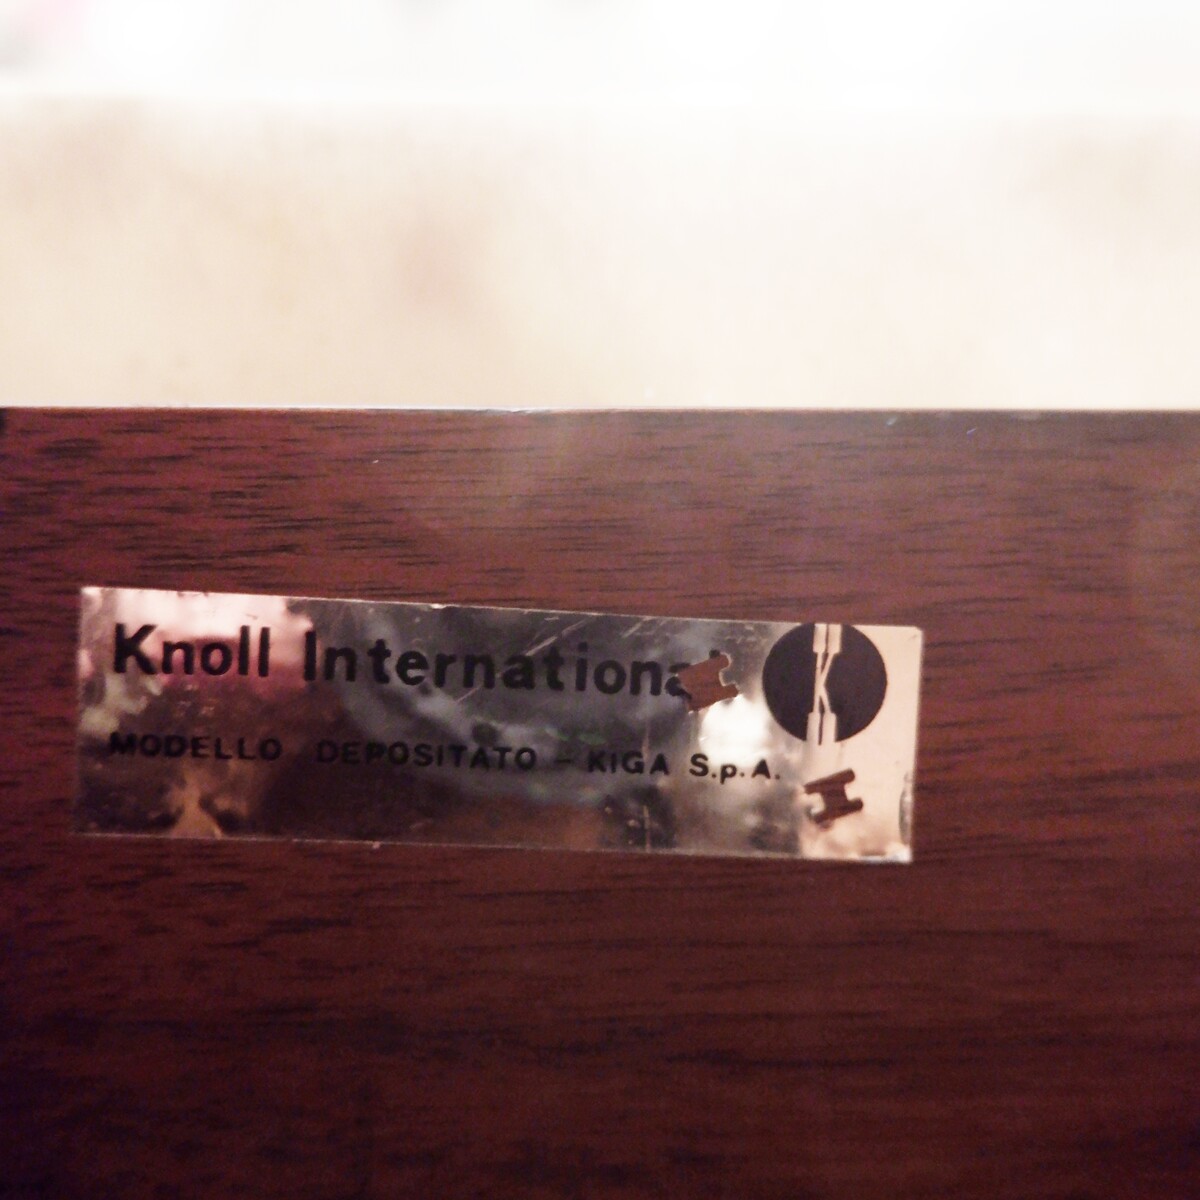 Knoll International
MODELLO DEPOSITATO - KIGA S.p.A.
K